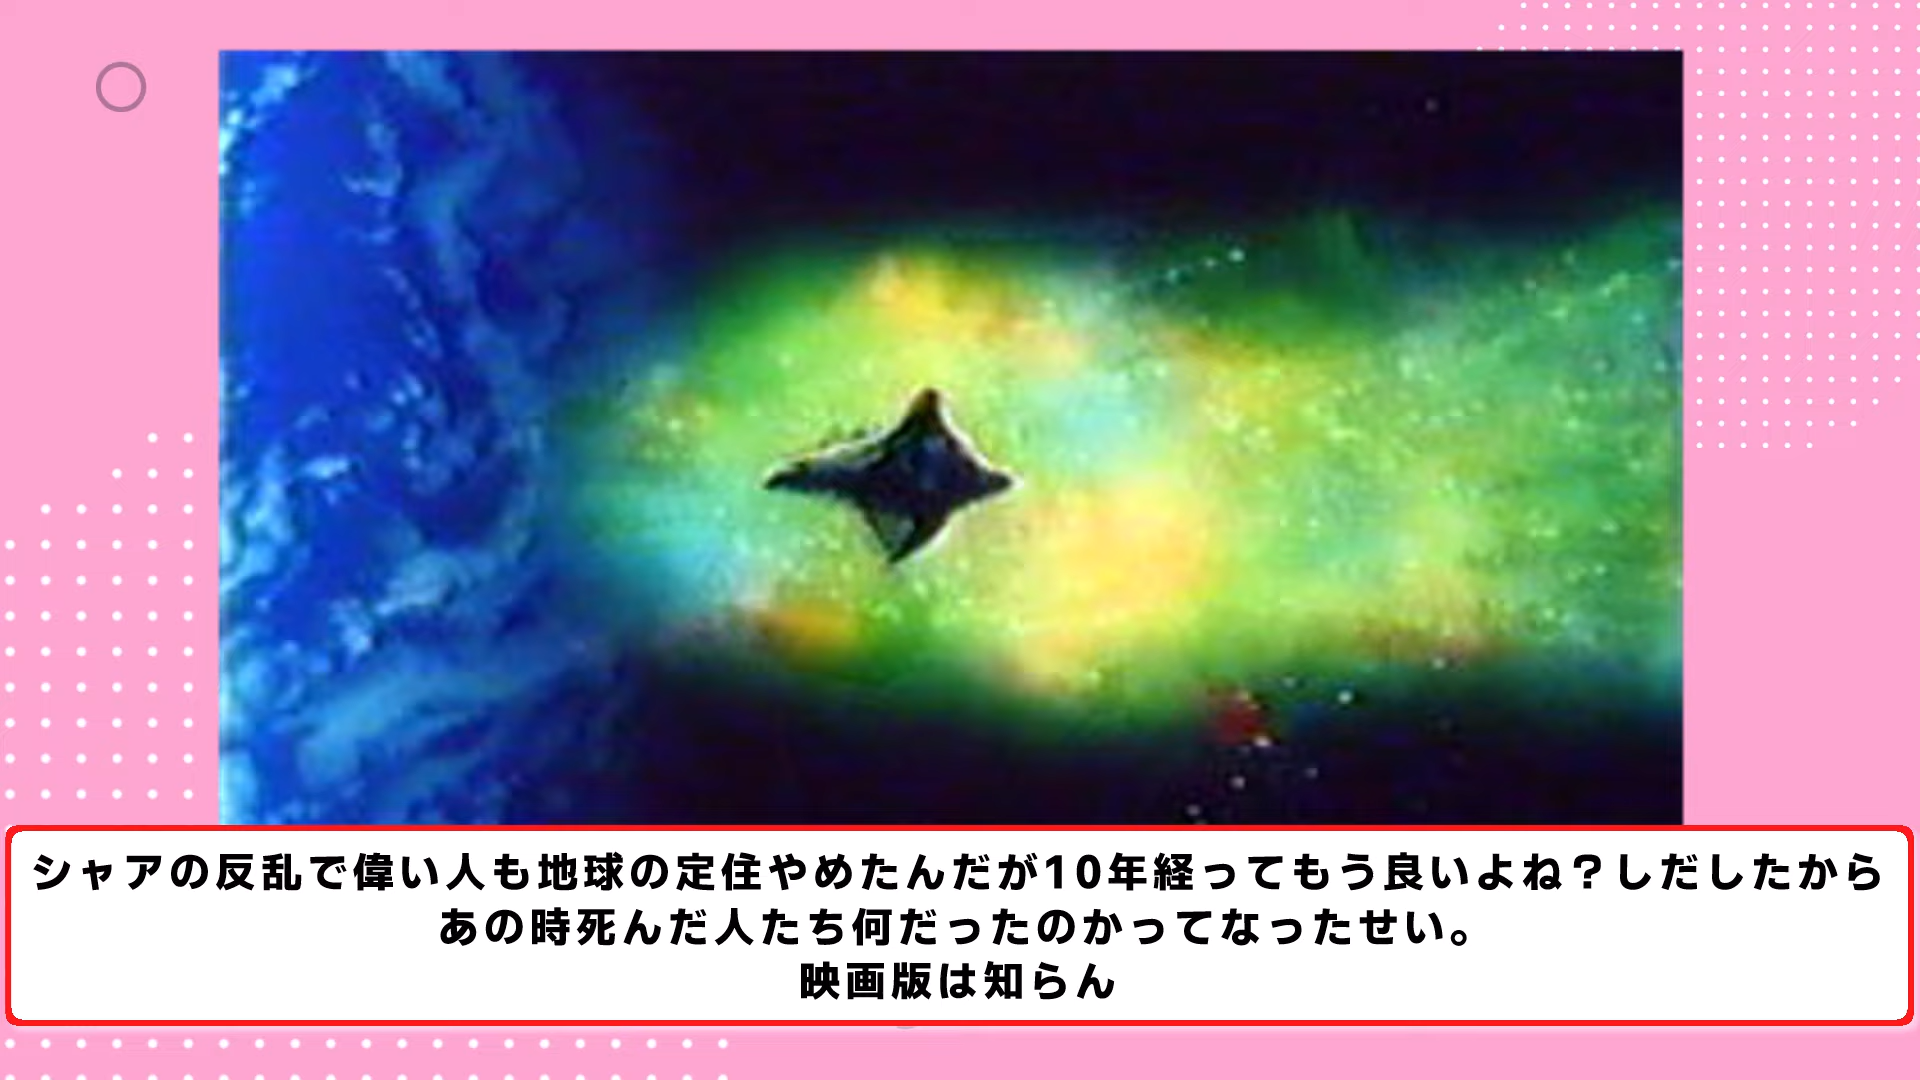 シャアの反乱で偉い人も地球の定住やめたんだが10年経ってもう良いよね？しだしたから
あの時死んだ人たち何だったのかってなったせい。
映画版は知らん